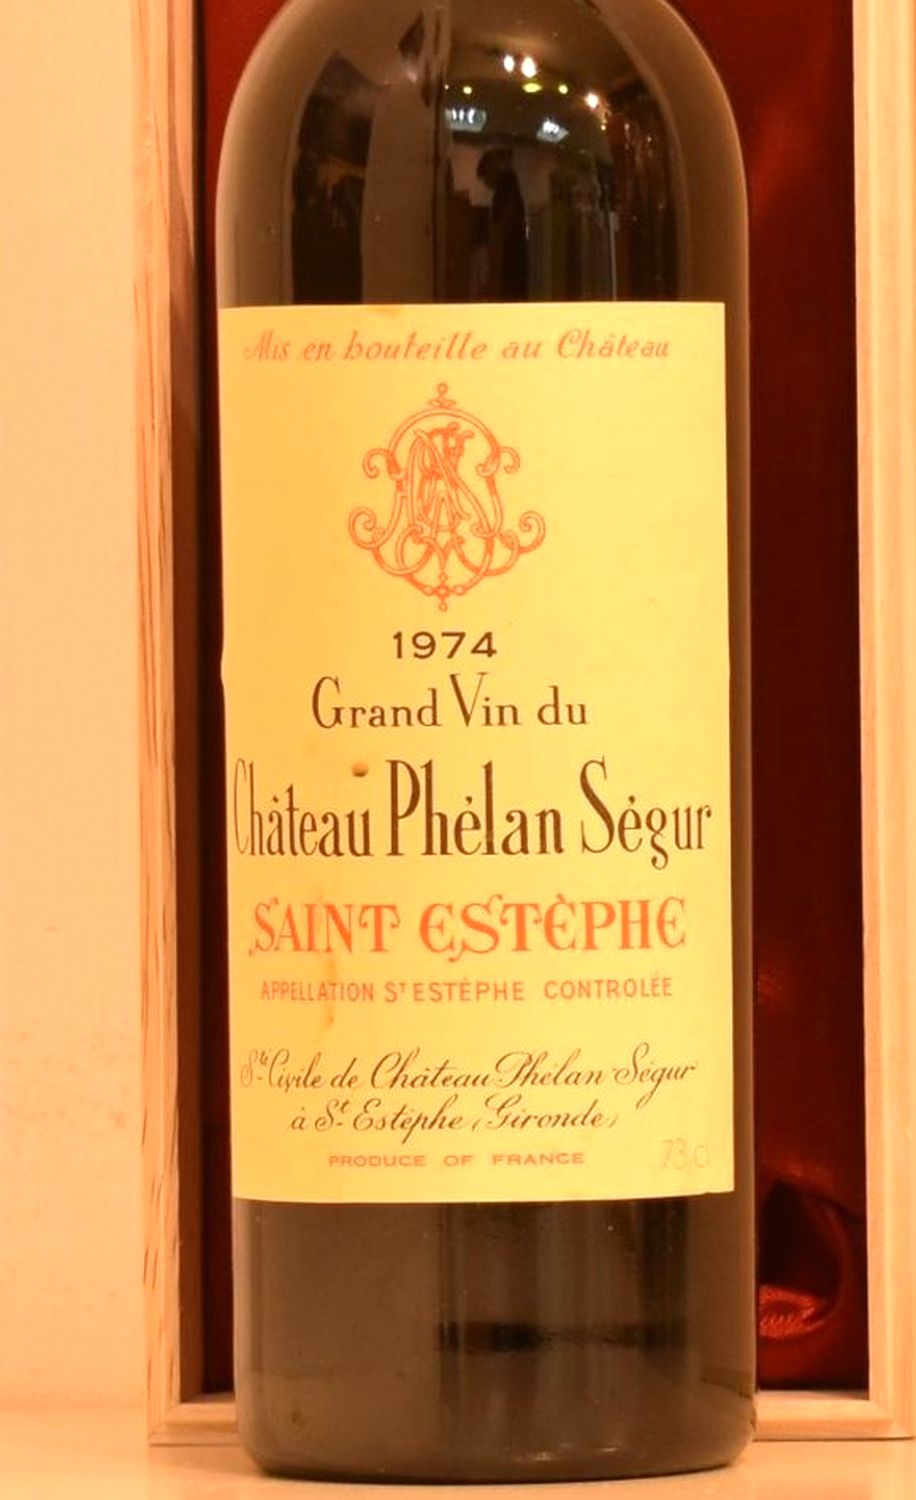 Mis en bouteille au Château
1974
Grand Vin du
Château Phélan Ségur
SAINT ESTÈPHE
APPELLATION ST ESTÈPHE CONTROLÉE
Sté Civile de Château Phélan Ségur
à St Estèphe (Gironde)
PRODUCE OF FRANCE
73 cl